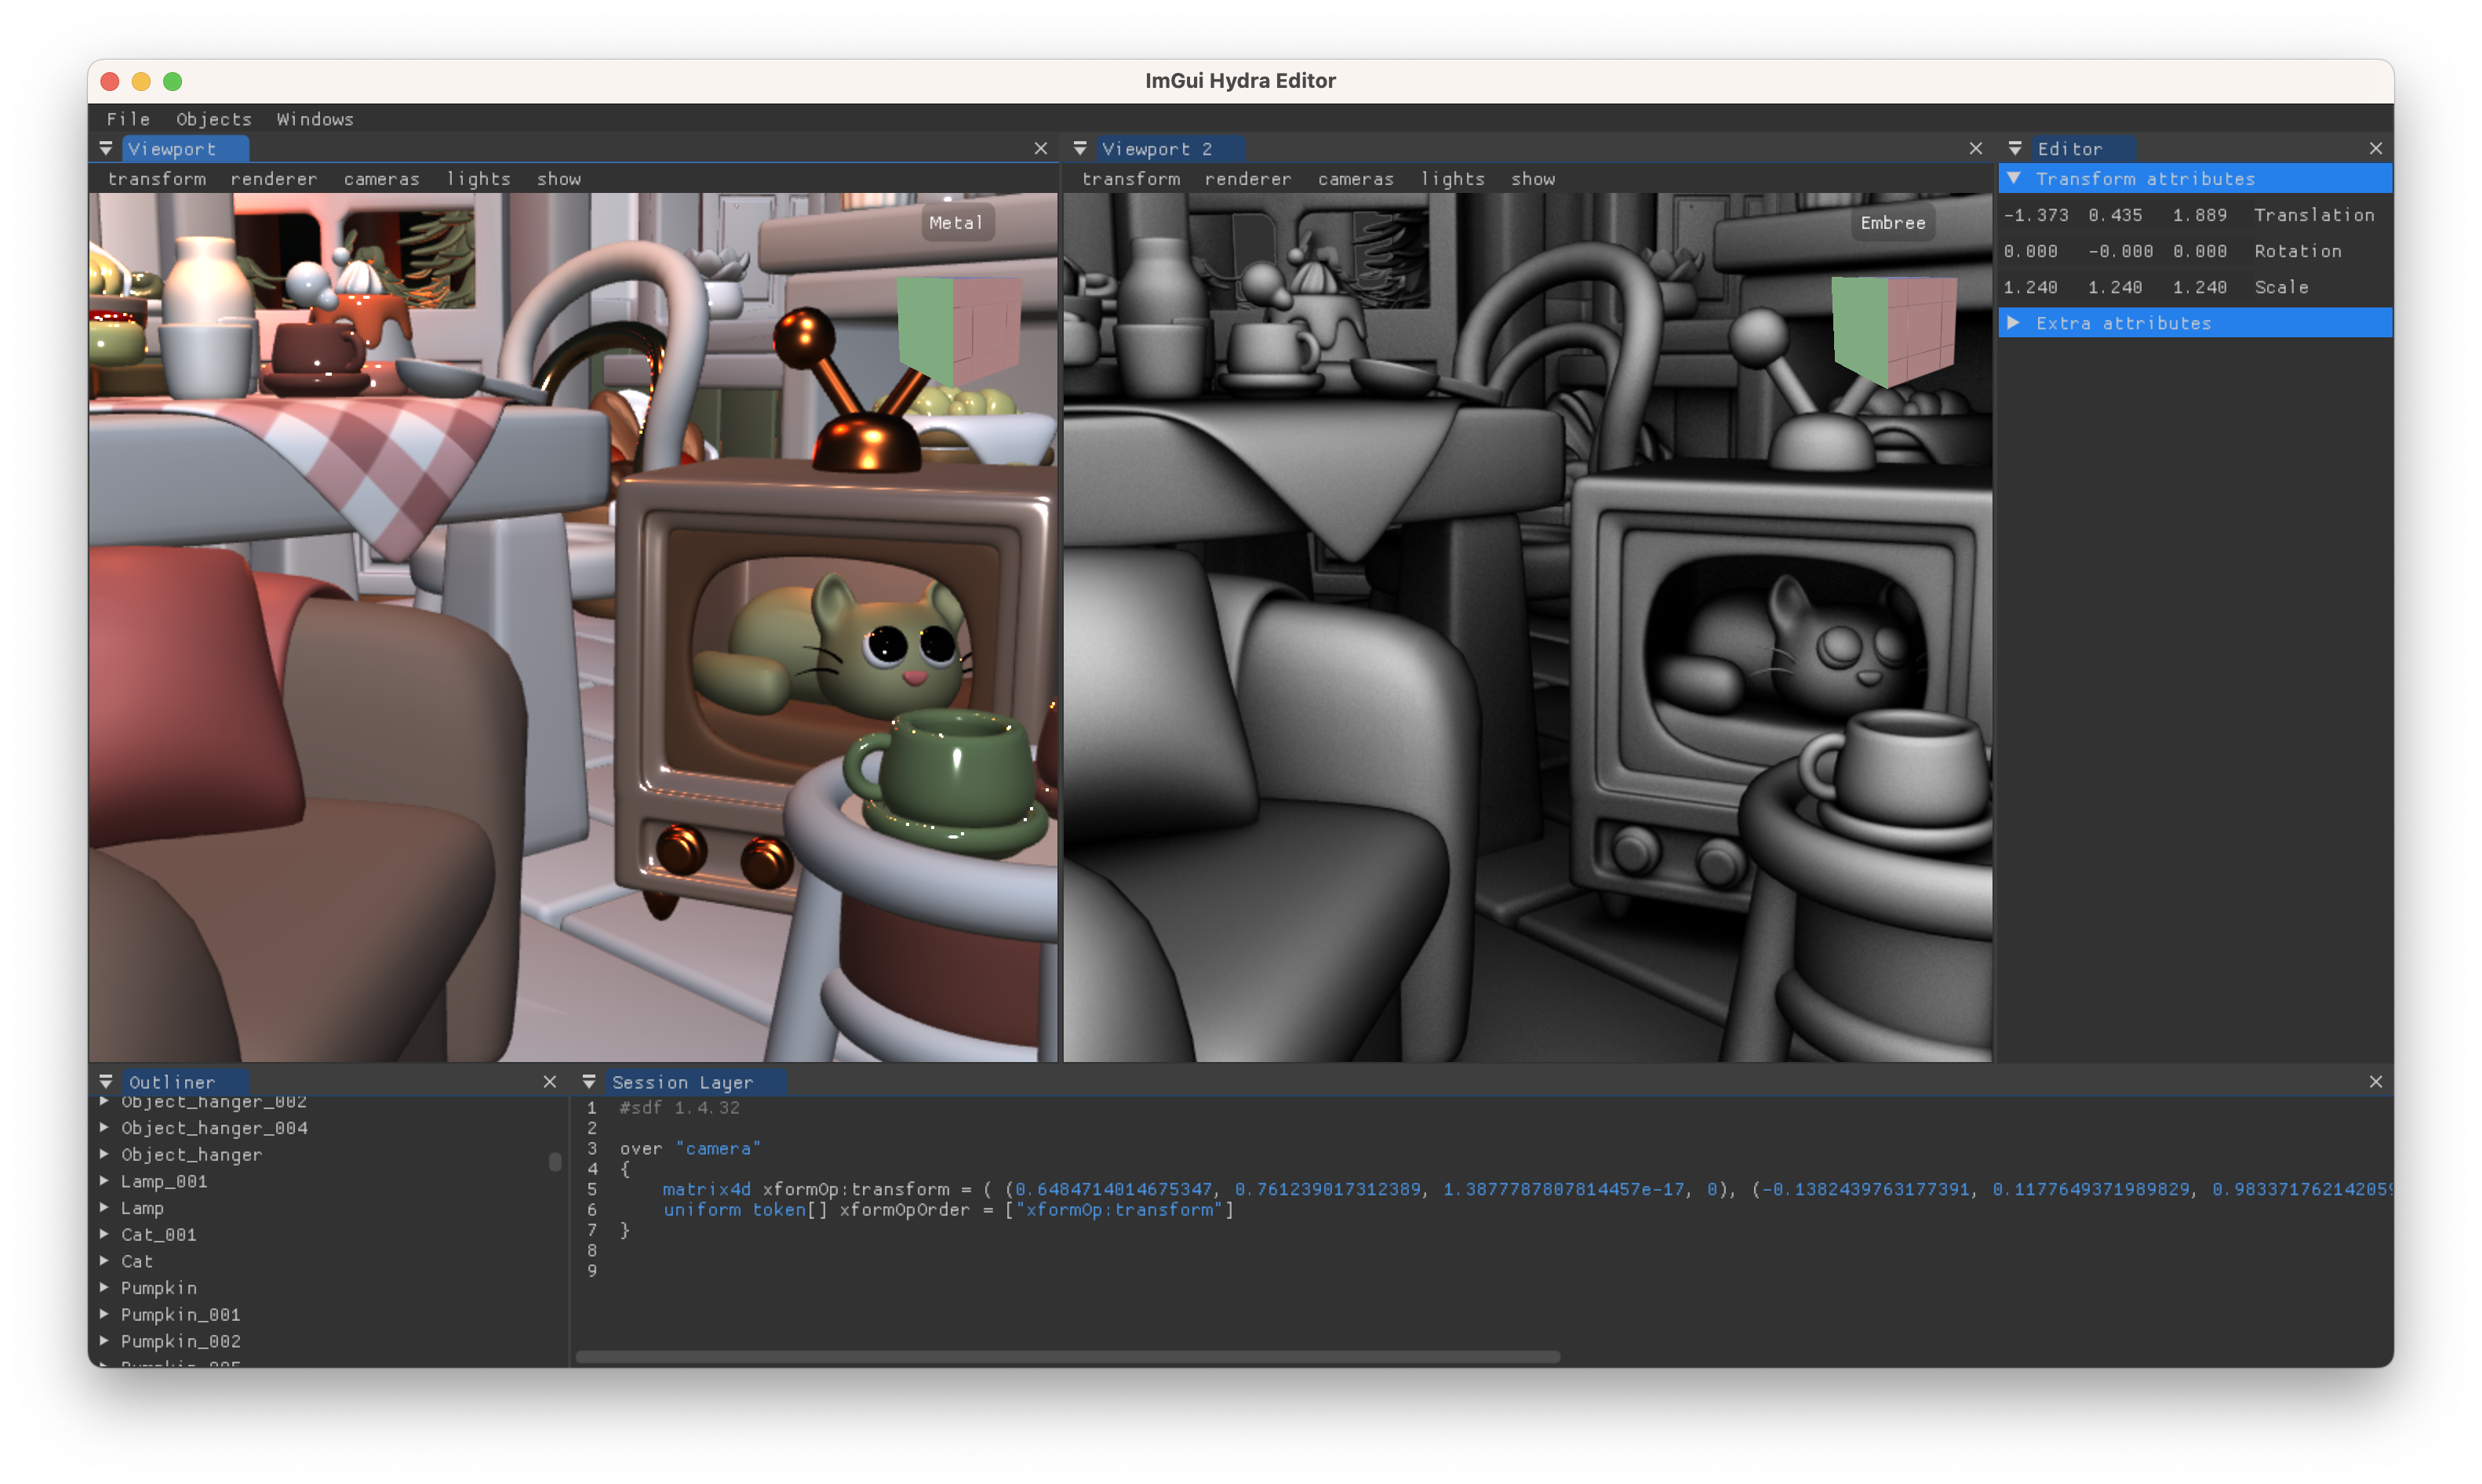 ImGui Hydra Editor
File Objects Windows
Viewport
transform renderer cameras lights show
Metal
Viewport 2
transform renderer cameras lights show
Embree
Editor
Transform attributes
-1.373 0.435 1.889 Translation
0.000 -0.000 0.000 Rotation
1.240 1.240 1.240 Scale
Extra attributes
Outliner
Object_hanger_002
Object_hanger_004
Object_hanger
Lamp_001
Lamp
Cat_001
Cat
Pumpkin
Pumpkin_001
Pumpkin_002
Session Layer
1 #sdf 1.4.32
2
3 over "camera"
4 {
5 matrix4d xformOp:transform = ( (0.6484714014675347, 0.761239017312389, 1.3877787807814457e-17, 0), (-0.1382439763177391, 0.1177649371989829, 0.983371762142059
6 uniform token[] xformOpOrder = ["xformOp:transform"]
7 }
8
9